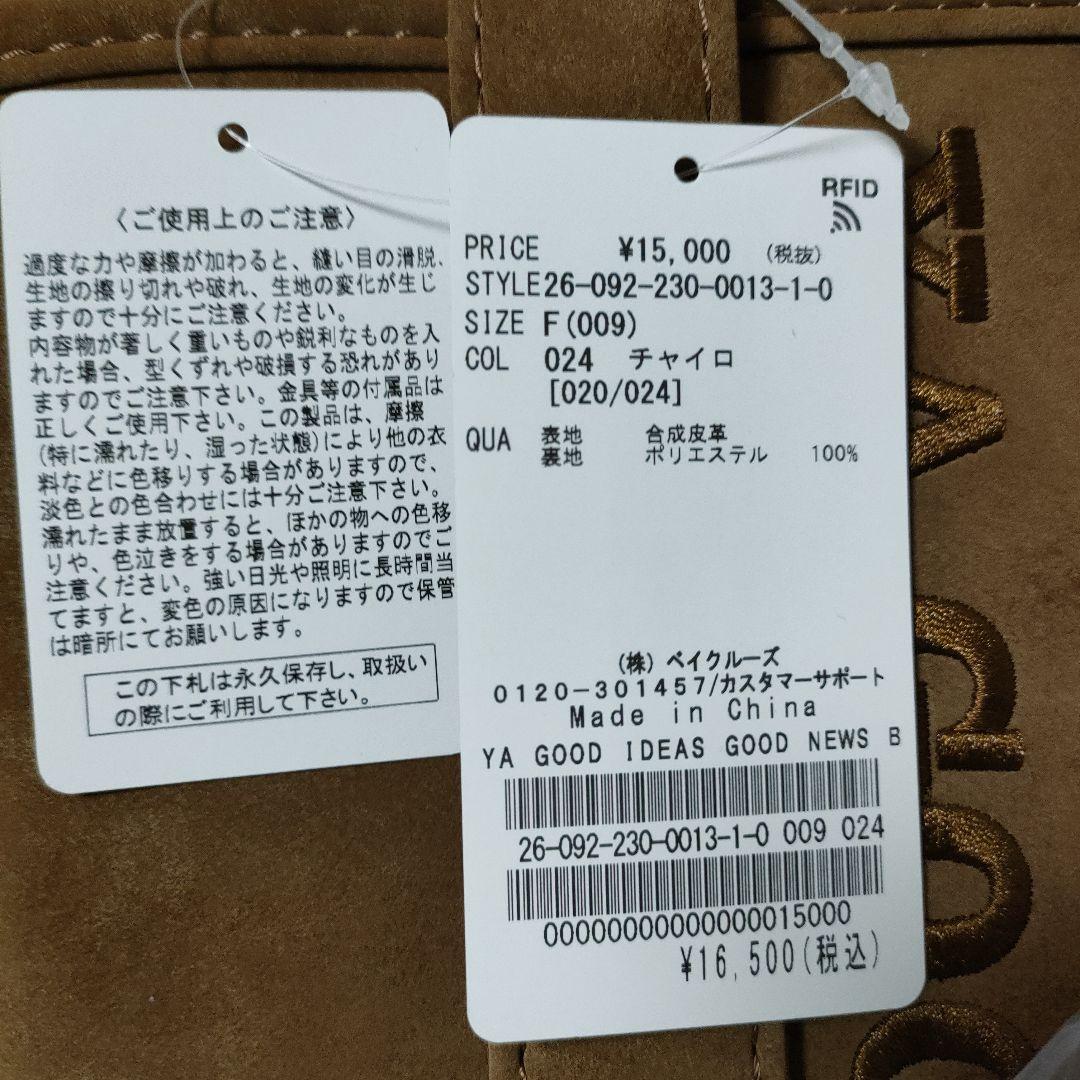 〈ご使用上のご注意〉
過度な力や摩擦が加わると、縫い目の滑脱、
生地の擦り切れや破れ、生地の変化が生じ
ますので十分にご注意ください。
内容物が著しく重いものや鋭利なものを入
れた場合、型くずれや破損する恐れがあり
ますのでご注意下さい。金具等の付属品は
正しくご使用下さい。この製品は、摩擦
(特に濡れたり、湿った状態)により他の衣
料などに色移りする場合がありますので、
淡色との色合わせには十分ご注意下さい。
濡れたまま放置すると、ほかの物への色移
りや、色泣きをする場合がありますのでご
注意ください。強い日光や照明に長時間当
てますと、変色の原因になりますので保管
は暗所にてお願いします。
この下札は永久保存し、取扱い
の際にご利用して下さい。
RFID
PRICE ¥15,000 (税抜)
STYLE26-092-230-0013-1-0
SIZE F(009)
COL 024 チャイロ
[020/024]
QUA 表地 合成皮革
裏地 ポリエステル 100%
(株) ベイクルーズ
0120-301457/カスタマーサポート
Made in China
YA GOOD IDEAS GOOD NEWS B
26-092-230-0013-1-0 009 024
00000000000000015000
¥16,500(税込)